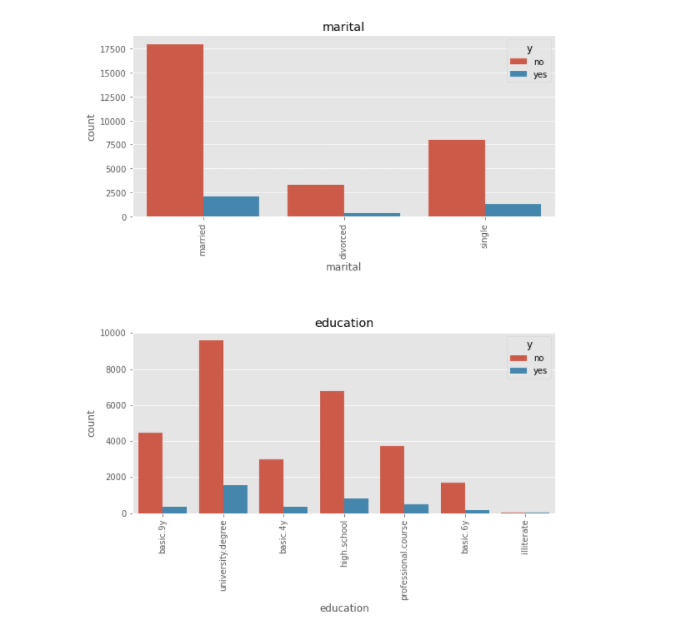 marital
y
no
yes
17500
15000
12500
10000
7500
5000
2500
0
count
married
divorced
single
marital
education
y
no
yes
10000
8000
6000
4000
2000
0
count
basic.9y
university.degree
basic.4y
high.school
professional.course
basic.6y
illiterate
education